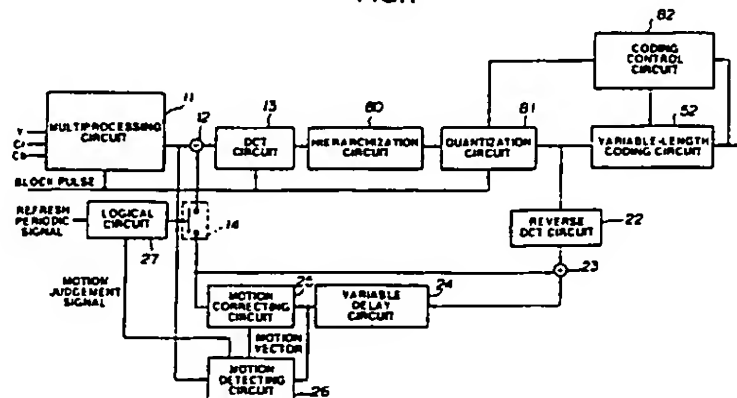 82
CODING
CONTROL
CIRCUIT
11
MULTIPROCESSING
CIRCUIT
Y
12
13
DCT
CIRCUIT
80
HIERARCHIZATION
CIRCUIT
81
QUANTIZATION
CIRCUIT
52
VARIABLE-LENGTH
CODING CIRCUIT
BLOCK PULSE
REFRESH
PERIODIC
SIGNAL
LOGICAL
CIRCUIT
27
14
REVERSE
DCT CIRCUIT
22
23
MOTION
JUDGEMENT
SIGNAL
25
MOTION
CORRECTING
CIRCUIT
24
VARIABLE
DELAY
CIRCUIT
MOTION
VECTOR
MOTION
DETECTING
CIRCUIT
26